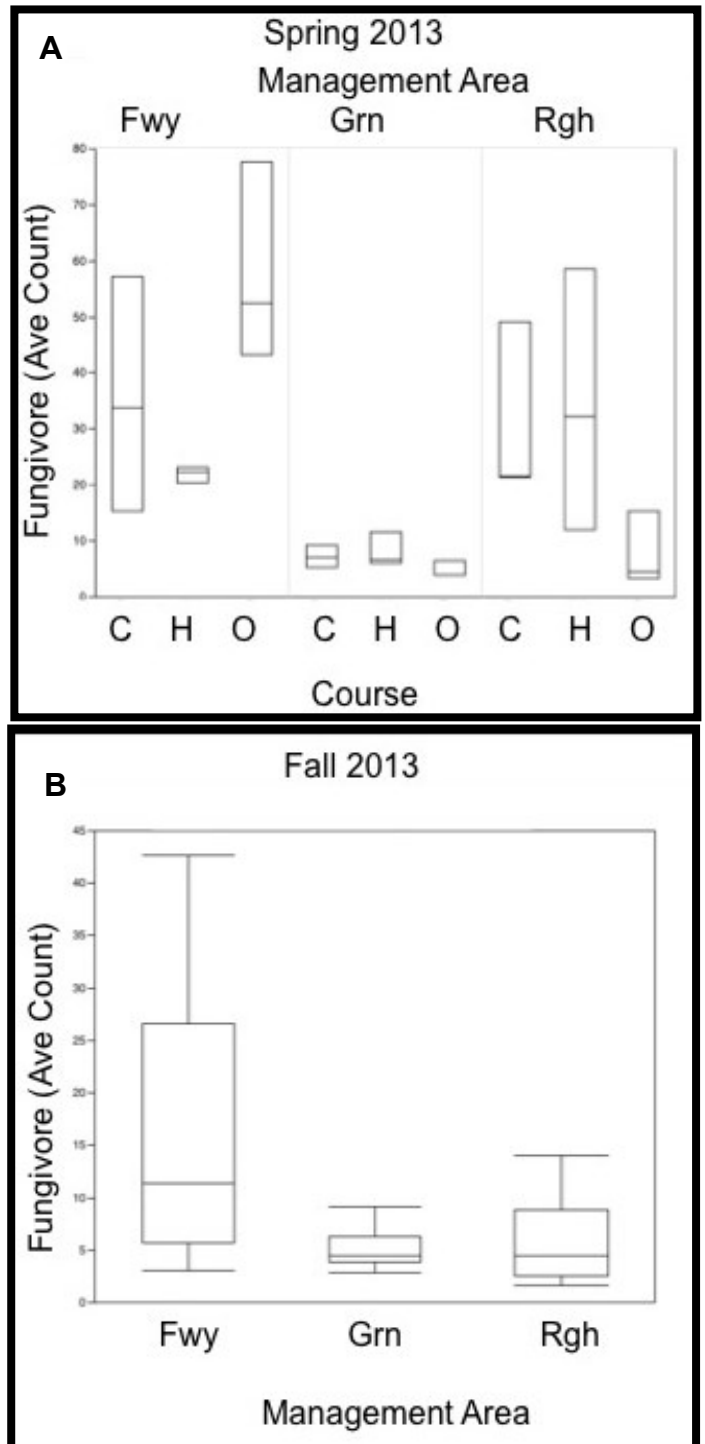 A
Spring 2013
Management Area
Fwy Grn Rgh
Fungivore (Ave Count)
80
70
60
50
40
30
20
10
0
C H O C H O C H O
Course
B
Fall 2013
Fungivore (Ave Count)
45
40
35
30
25
20
15
10
5
0
Fwy Grn Rgh
Management Area